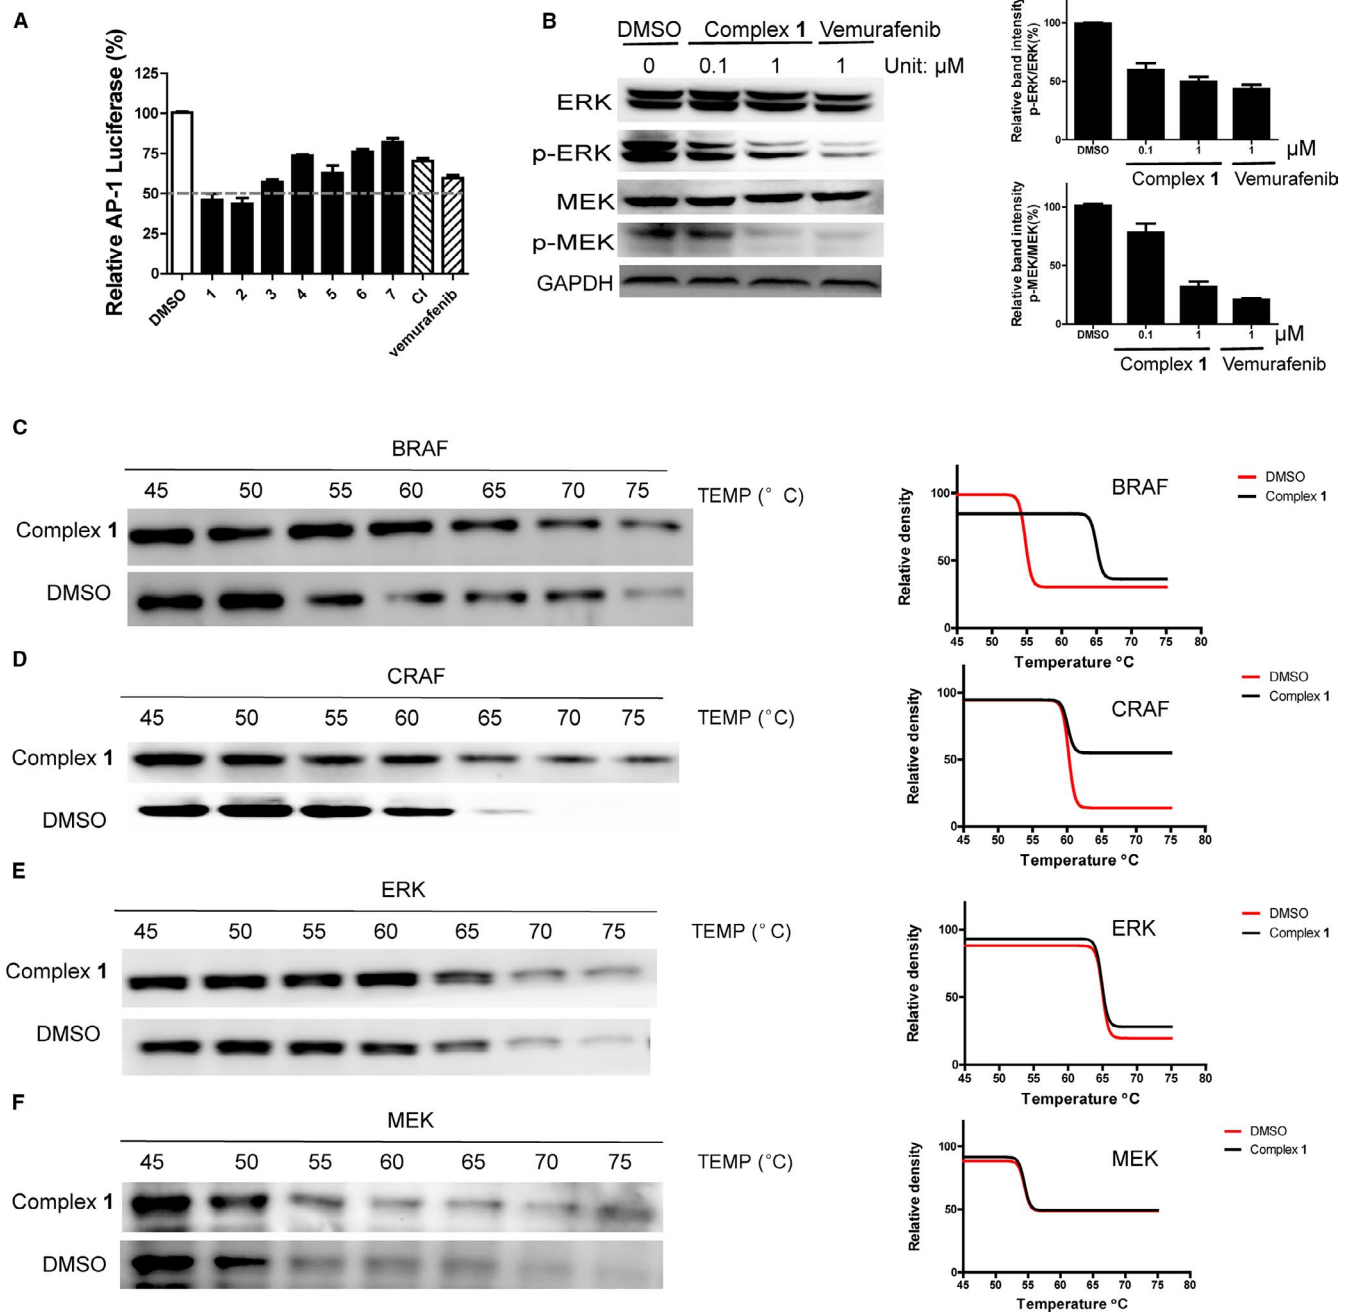 A
Relative AP-1 Luciferase (%)
125
100
75
50
25
0
DMSO 1 2 3 4 5 6 7 CI vemurafenib
B
DMSO Complex 1 Vemurafenib
0 0.1 1 1 Unit: µM
ERK
p-ERK
MEK
p-MEK
GAPDH
Relative band intensity
p-ERK/ERK(%)
100
50
0
DMSO 0.1 1 1 µM
Complex 1 Vemurafenib
Relative band intensity
p-MEK/MEK(%)
100
50
0
DMSO 0.1 1 1 µM
Complex 1 Vemurafenib
C
BRAF
45 50 55 60 65 70 75 TEMP (° C)
Complex 1
DMSO
Relative density
100
50
0
BRAF
DMSO
Complex 1
45 50 55 60 65 70 75 80
Temperature °C
D
CRAF
45 50 55 60 65 70 75 TEMP (°C)
Complex 1
DMSO
Relative density
100
50
0
CRAF
DMSO
Complex 1
45 50 55 60 65 70 75 80
Temperature °C
E
ERK
45 50 55 60 65 70 75 TEMP (° C)
Complex 1
DMSO
Relative density
100
50
0
ERK
DMSO
Complex 1
45 50 55 60 65 70 75 80
Temperature °C
F
MEK
45 50 55 60 65 70 75 TEMP (°C)
Complex 1
DMSO
Relative density
100
50
0
MEK
DMSO
Complex 1
45 50 55 60 65 70 75 80
Temperature °C